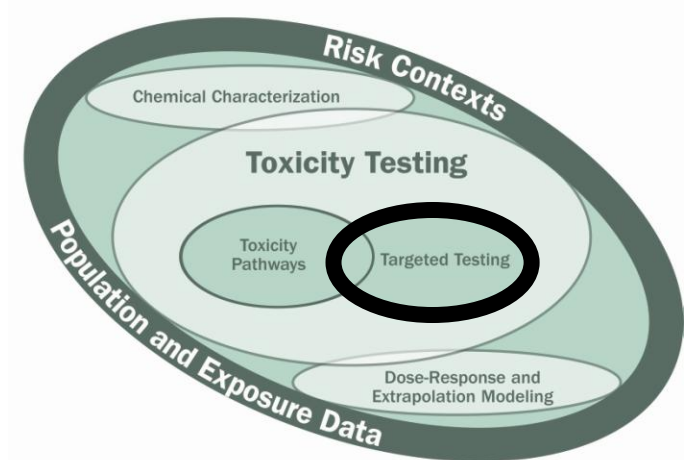 Risk Contexts
Chemical Characterization
Toxicity Testing
Toxicity
Pathways
Targeted Testing
Dose-Response and
Extrapolation Modeling
Population and Exposure Data